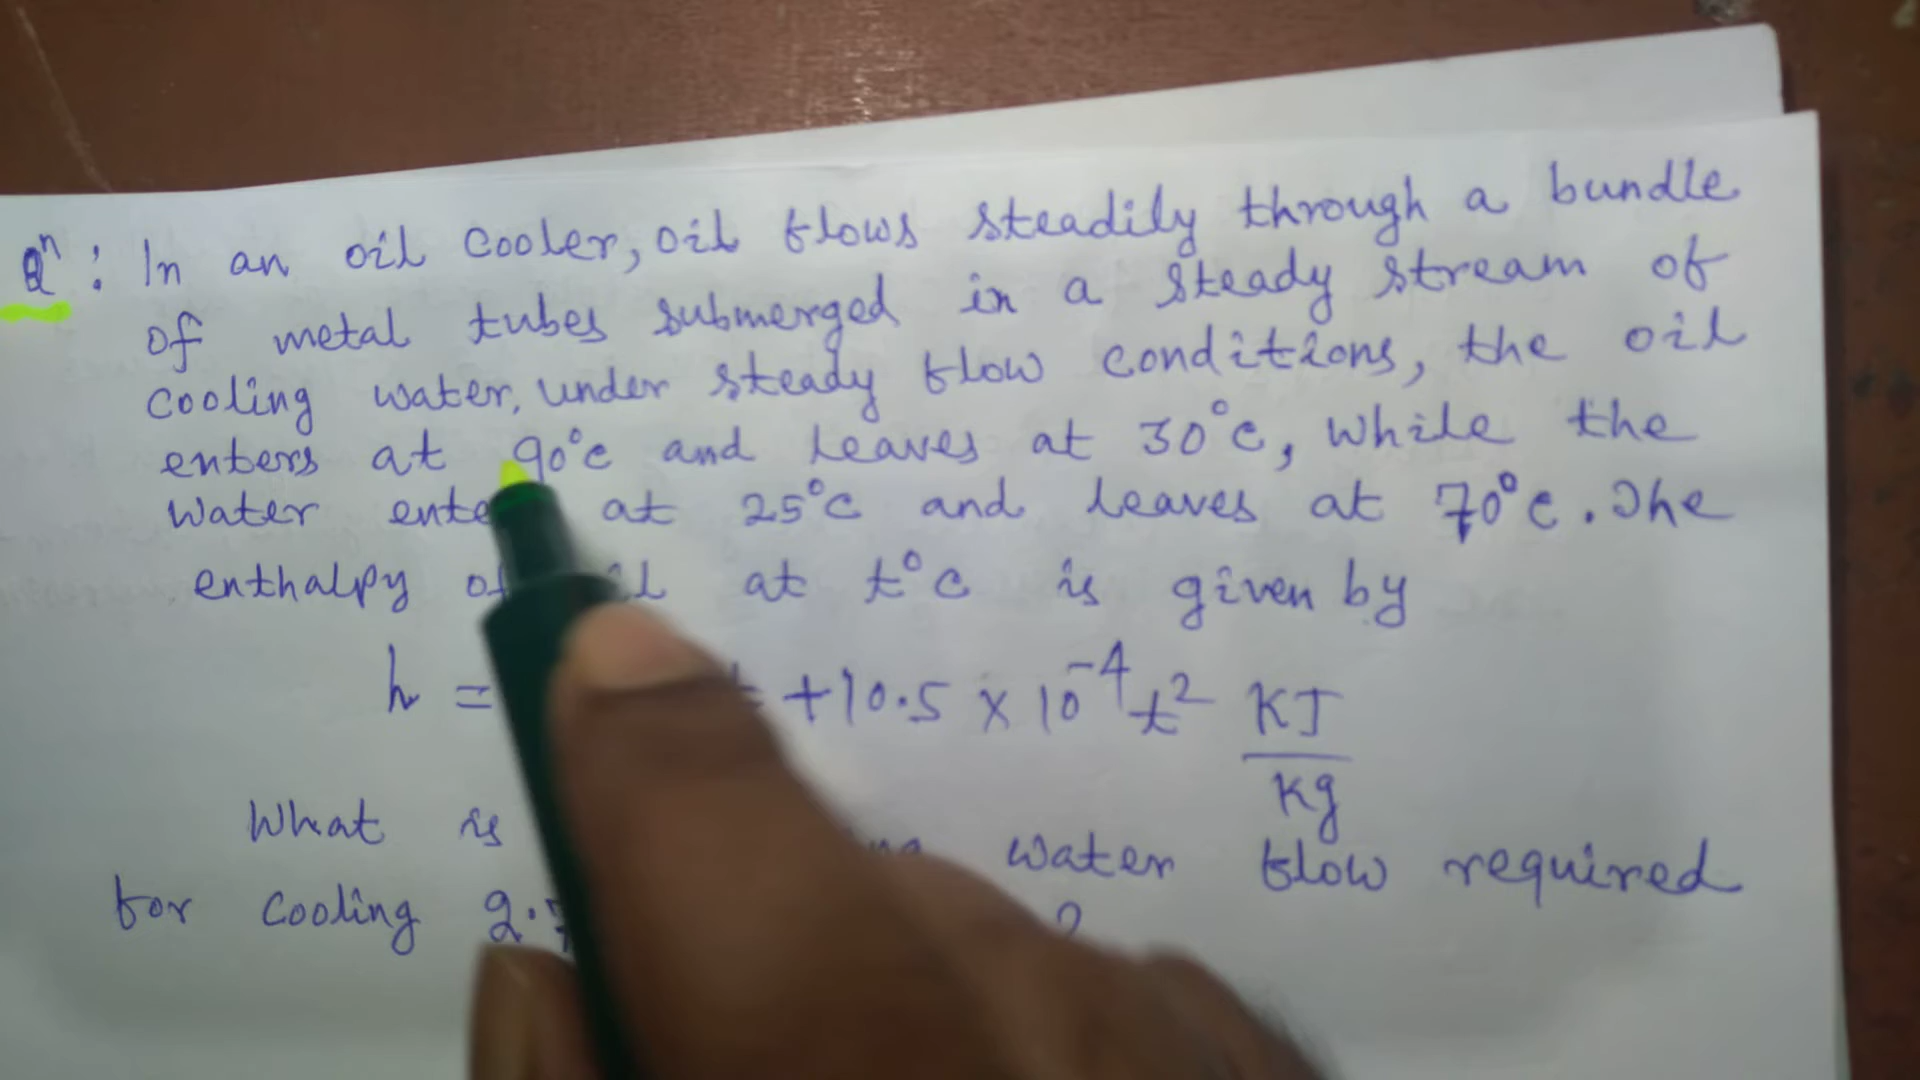 Qⁿ: In an oil cooler, oil flows steadily through a bundle
of metal tubes submerged in a steady stream of
cooling water, under steady flow conditions, the oil
enters at 90°c and leaves at 30°c, while the
water at 25°c and leaves at 70°c. The
enthalpy at t°c is given by
h = +10.5 × 10⁻⁴t² KJ/Kg
What is water flow required
for cooling ?